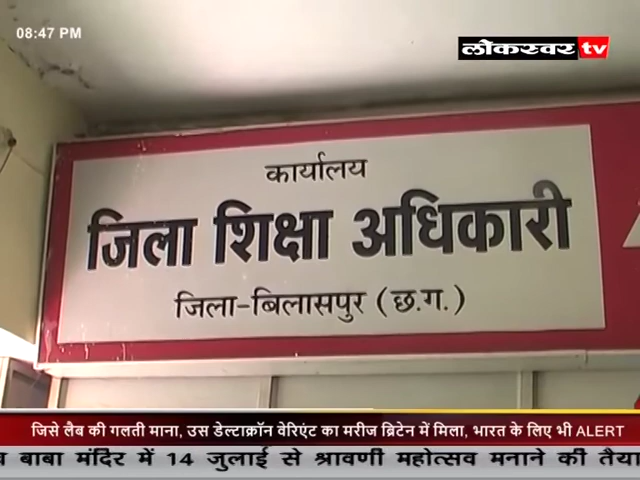 08:47 PM
लोकस्वर tv
कार्यालय
जिला शिक्षा अधिकारी
जिला-बिलासपुर (छ.ग.)
जिसे लैब की गलती माना, उस डेल्टाक्रॉन वेरिएंट का मरीज ब्रिटेन में मिला, भारत के लिए भी ALERT
बाबा मंदिर में 14 जुलाई से श्रावणी महोत्सव मनाने की